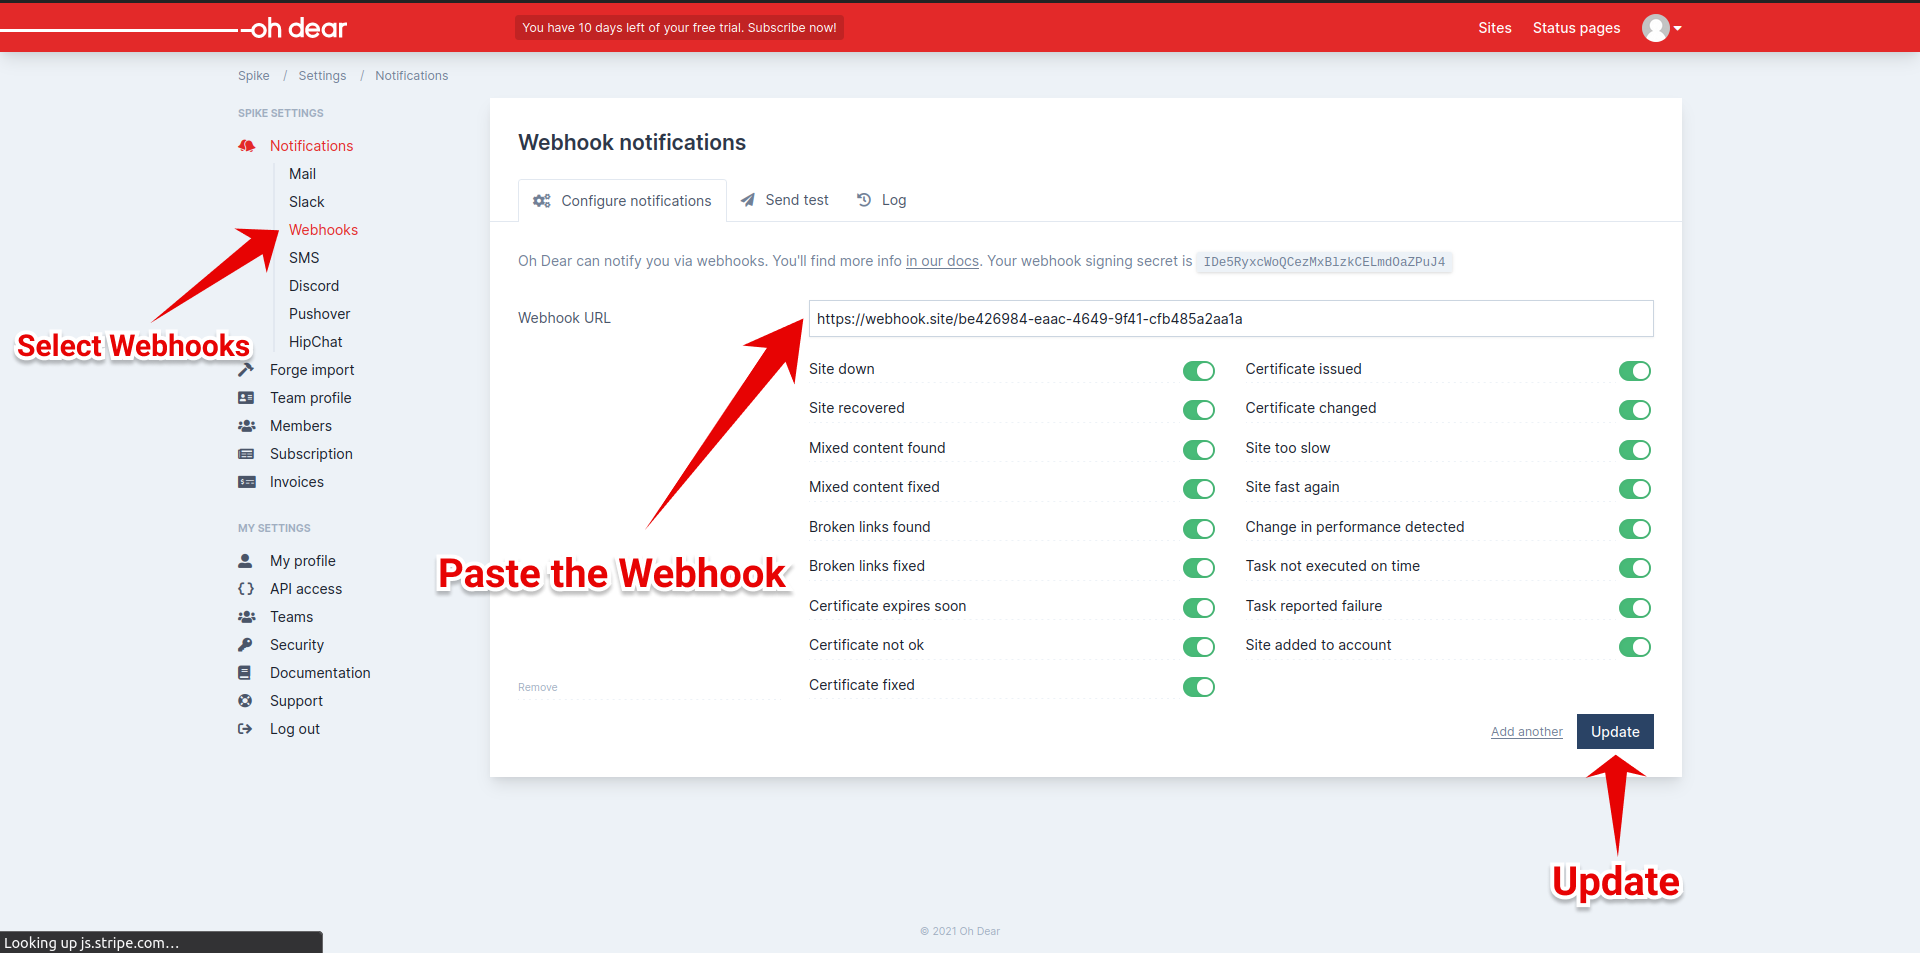 oh dear
You have 10 days left of your free trial. Subscribe now!
Sites
Status pages
Spike / Settings / Notifications
SPIKE SETTINGS
Notifications
Mail
Slack
Webhooks
SMS
Discord
Pushover
HipChat
Forge import
Team profile
Members
Subscription
Invoices
MY SETTINGS
My profile
API access
Teams
Security
Documentation
Support
Log out
Select Webhooks
Webhook notifications
Configure notifications
Send test
Log
Oh Dear can notify you via webhooks. You'll find more info in our docs. Your webhook signing secret is IDe5RyxcWoQCezMxBlzkCELmdOaZPuJ4
Webhook URL
https://webhook.site/be426984-eaac-4649-9f41-cfb485a2aa1a
Paste the Webhook
Site down
Site recovered
Mixed content found
Mixed content fixed
Broken links found
Broken links fixed
Certificate expires soon
Certificate not ok
Certificate fixed
Certificate issued
Certificate changed
Site too slow
Site fast again
Change in performance detected
Task not executed on time
Task reported failure
Site added to account
Remove
Add another
Update
Update
© 2021 Oh Dear
Looking up js.stripe.com...